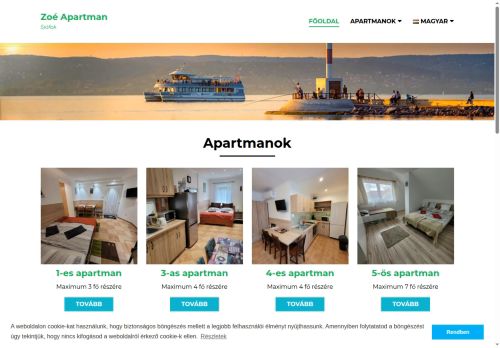 Zoé Apartman
Siófok
FŐOLDAL
APARTMANOK
MAGYAR
Apartmanok
1-es apartman
3-as apartman
4-es apartman
5-ös apartman
Maximum 3 fő részére
Maximum 4 fő részére
Maximum 4 fő részére
Maximum 7 fő részére
TOVÁBB
TOVÁBB
TOVÁBB
TOVÁBB
A weboldalon cookie-kat használunk, hogy biztonságos böngészés mellett a legjobb felhasználói élményt nyújthassunk. Amennyiben folytatatod a böngészést
úgy tekintjük, hogy nincs kifogásod a weboldalról érkező cookie-k ellen. Részletek
Rendben